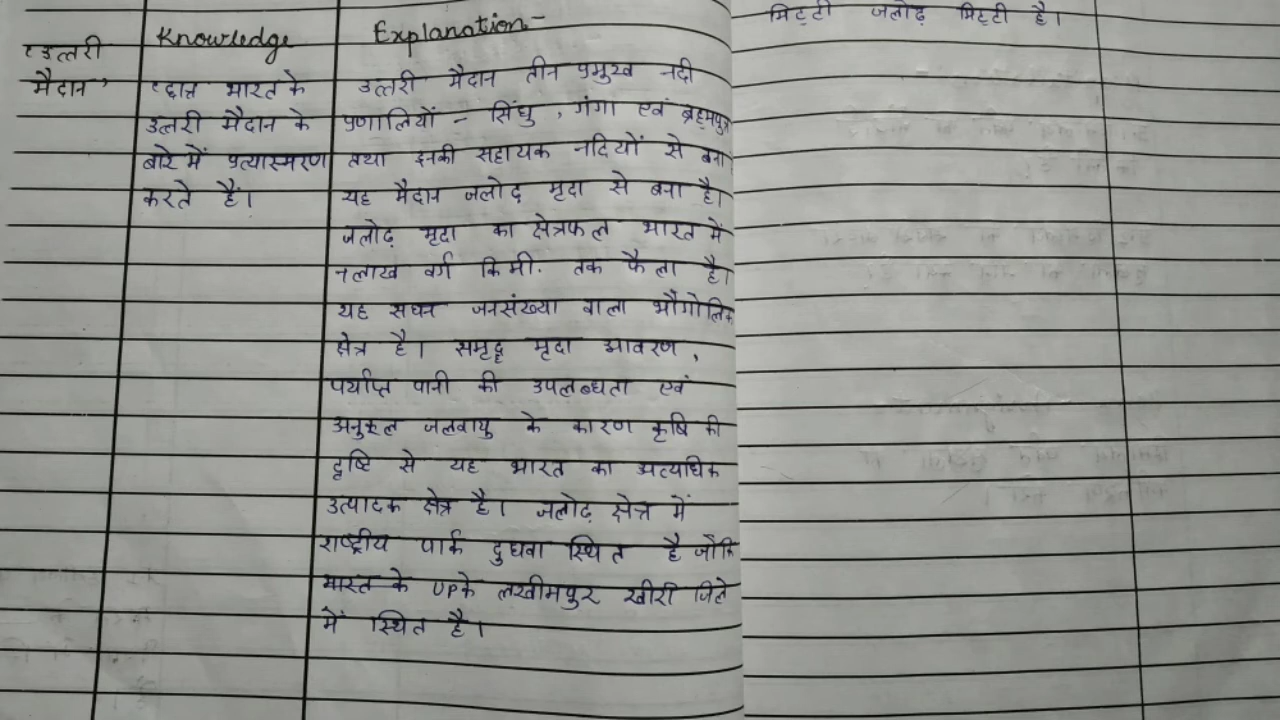 Knowledge Explanation-
'उत्तरी
मैदान'
छात्र भारत के
उत्तरी मैदान के
बारे में प्रत्यास्मरण
करते हैं।
उत्तरी मैदान तीन प्रमुख नदी
प्रणालियों - सिंधु, गंगा एवं ब्रह्मपुत्र
तथा इनकी सहायक नदियों से बना
यह मैदान जलोढ़ मृदा से बना है।
जलोढ़ मृदा का क्षेत्रफल भारत में
7 लाख वर्ग कि.मी. तक फैला है।
यह सघन जनसंख्या वाला भौगोलिक
क्षेत्र है। समृद्ध मृदा आवरण,
पर्याप्त पानी की उपलब्धता एवं
अनुकूल जलवायु के कारण कृषि की
दृष्टि से यह भारत का अत्यधिक
उत्पादक क्षेत्र है। जलोढ़ क्षेत्र में
राष्ट्रीय पार्क दुधवा स्थित है जोकि
भारत के UP के लखीमपुर खीरी जिले
में स्थित है।
मिट्टी जलोढ़ मिट्टी है।